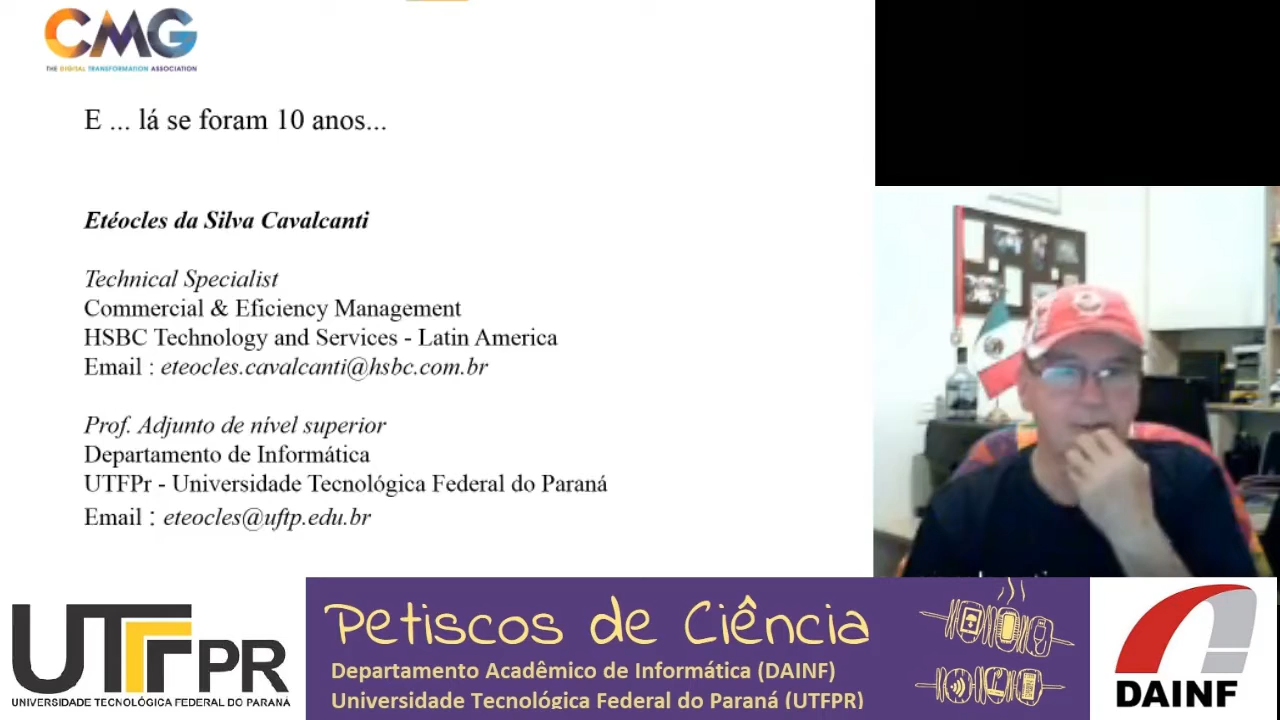 CMG
THE DIGITAL TRANSFORMATION ASSOCIATION
E ... lá se foram 10 anos...
Etéocles da Silva Cavalcanti
Technical Specialist
Commercial & Eficiency Management
HSBC Technology and Services - Latin America
Email : eteocles.cavalcanti@hsbc.com.br
Prof. Adjunto de nível superior
Departamento de Informática
UTFPr - Universidade Tecnológica Federal do Paraná
Email : eteocles@uftp.edu.br
UTFPR
UNIVERSIDADE TECNOLÓGICA FEDERAL DO PARANÁ
Petiscos de Ciência
Departamento Acadêmico de Informática (DAINF)
Universidade Tecnológica Federal do Paraná (UTFPR)
DAINF